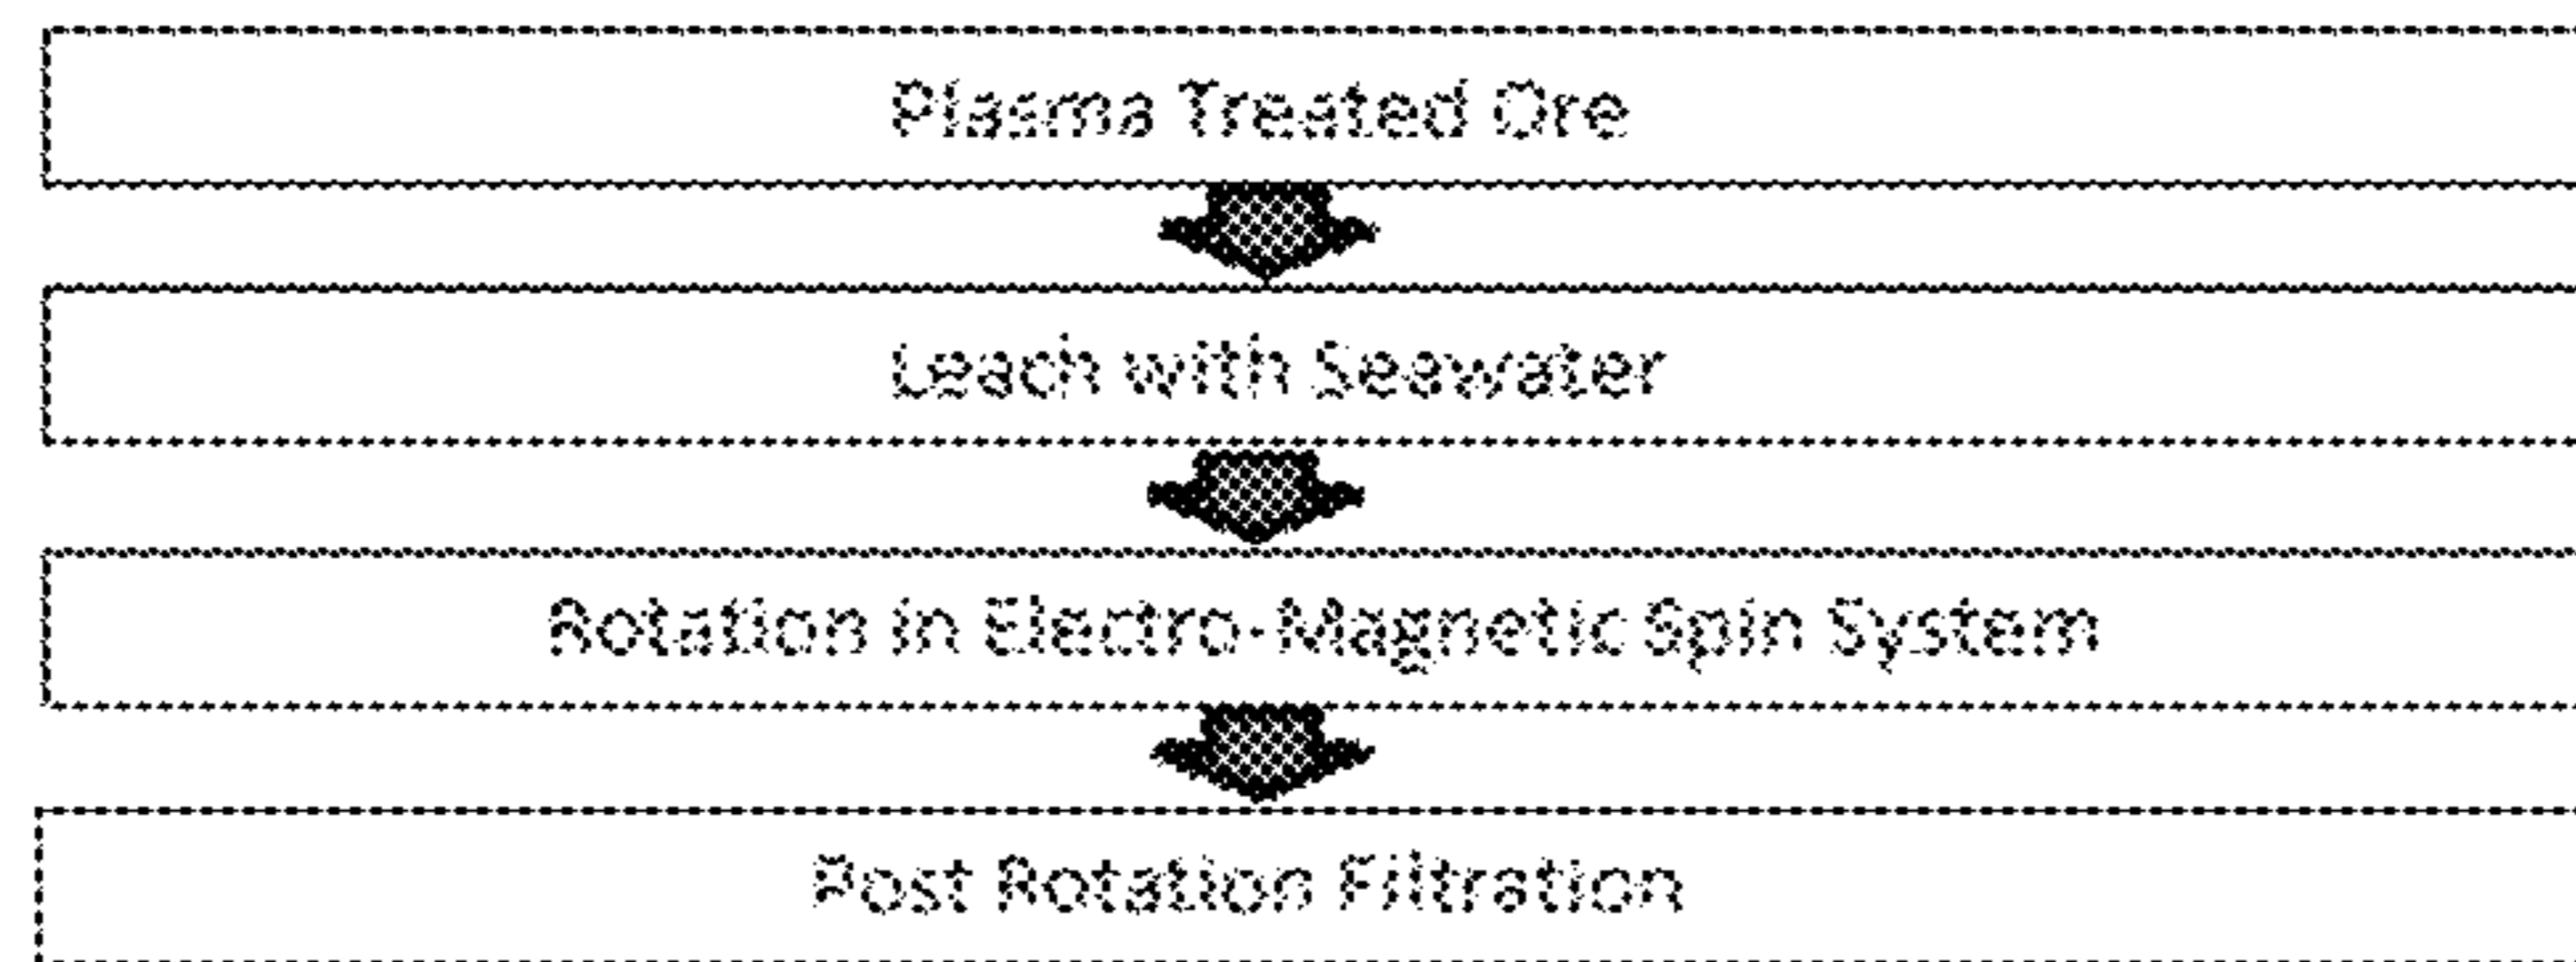 Plasma Treated Ore
Leach with Seawater
Rotation in Electro-Magnetic Spin System
Post Rotation Filtration